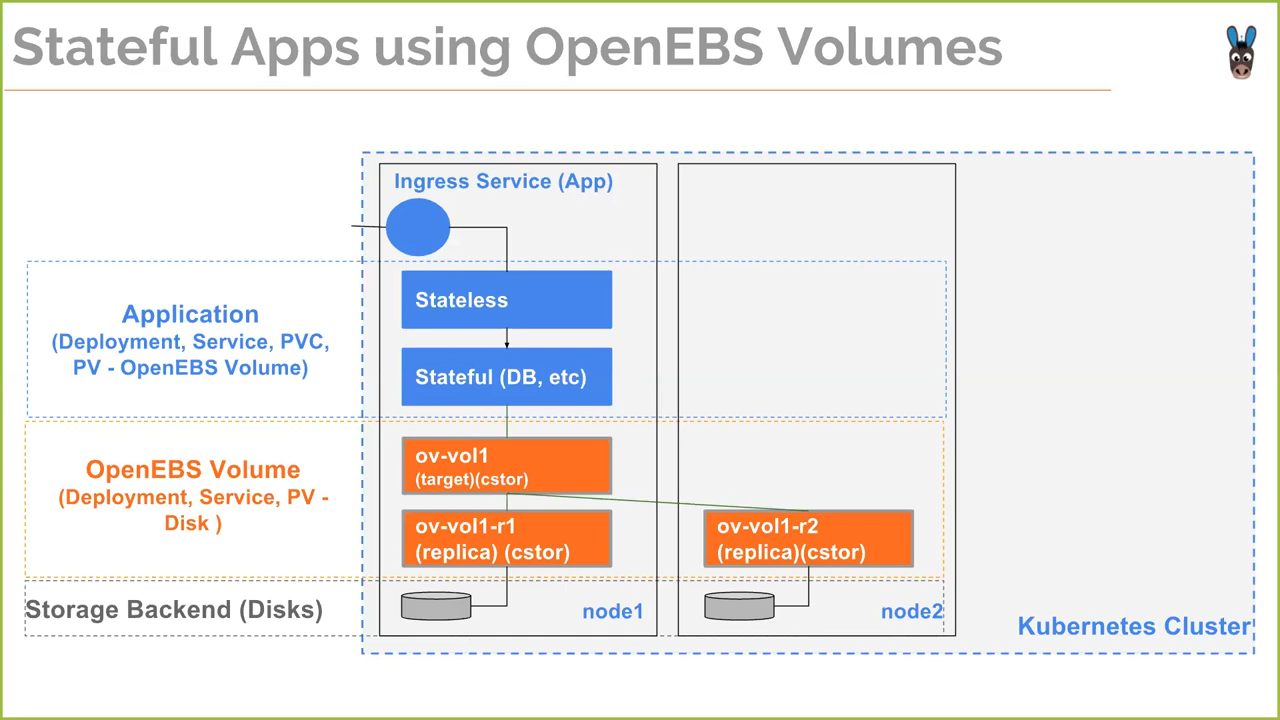 Stateful Apps using OpenEBS Volumes
Ingress Service (App)
Application
(Deployment, Service, PVC,
PV - OpenEBS Volume)
Stateless
Stateful (DB, etc)
OpenEBS Volume
(Deployment, Service, PV -
Disk )
ov-vol1
(target)(cstor)
ov-vol1-r1
(replica) (cstor)
ov-vol1-r2
(replica)(cstor)
Storage Backend (Disks)
node1
node2
Kubernetes Cluster